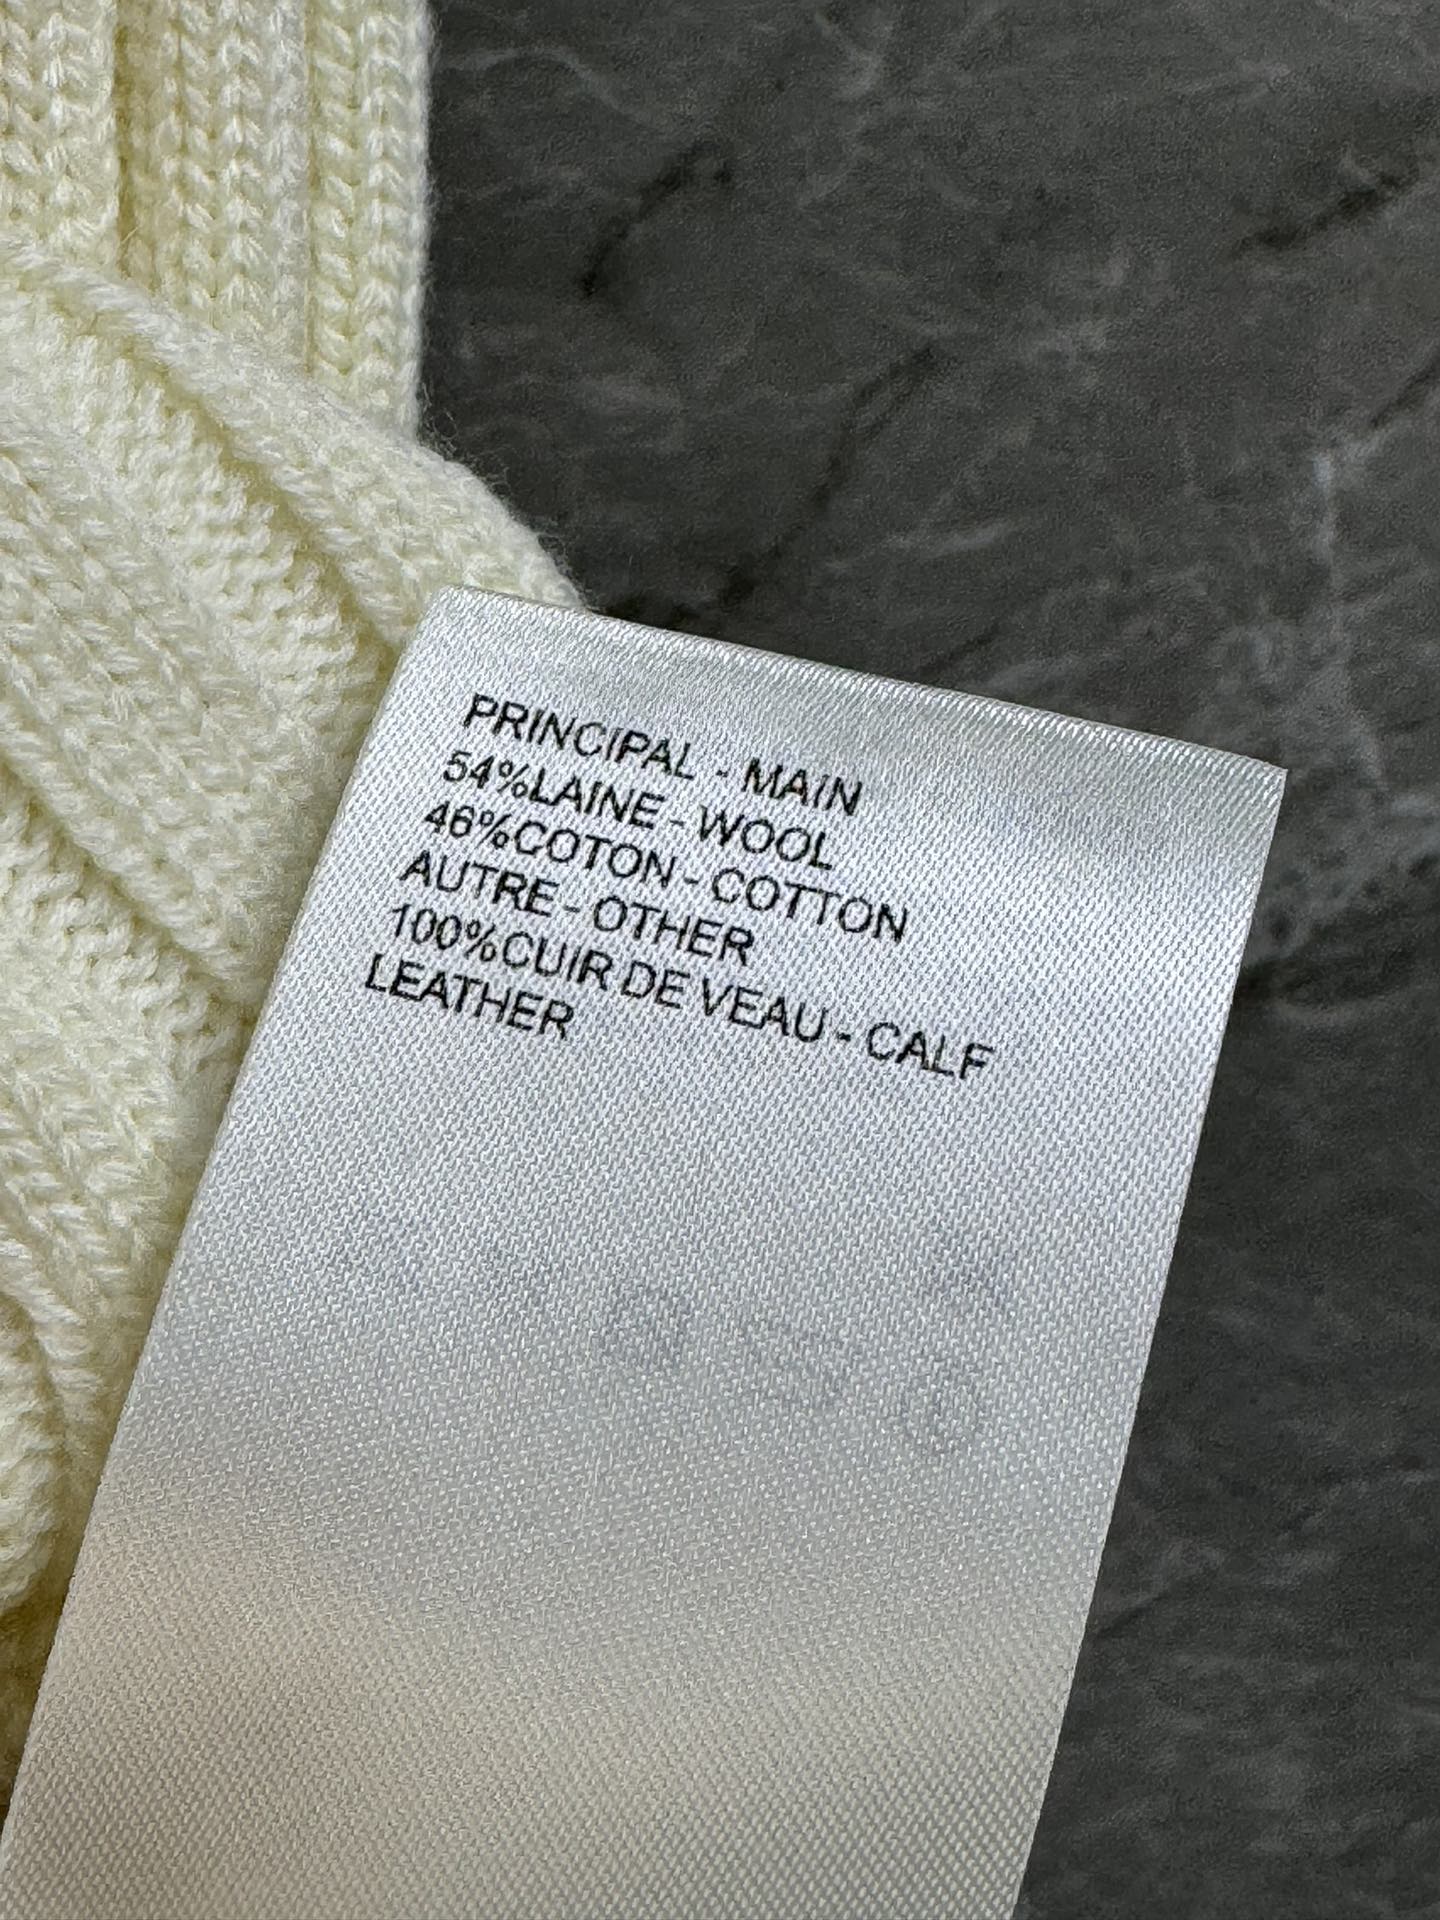 PRINCIPAL - MAIN
54%LAINE - WOOL
46%COTON - COTTON
AUTRE - OTHER
100%CUIR DE VEAU - CALF
LEATHER